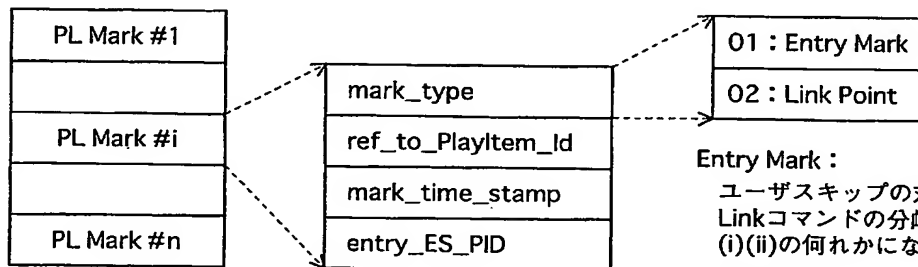 PL Mark #1
PL Mark #i
PL Mark #n
mark_type
ref_to_PlayItem_Id
mark_time_stamp
entry_ES_PID
01：Entry Mark
02：Link Point
Entry Mark：
ユーザスキップの
Linkコマンドの分
(i)(ii)の何れかにな